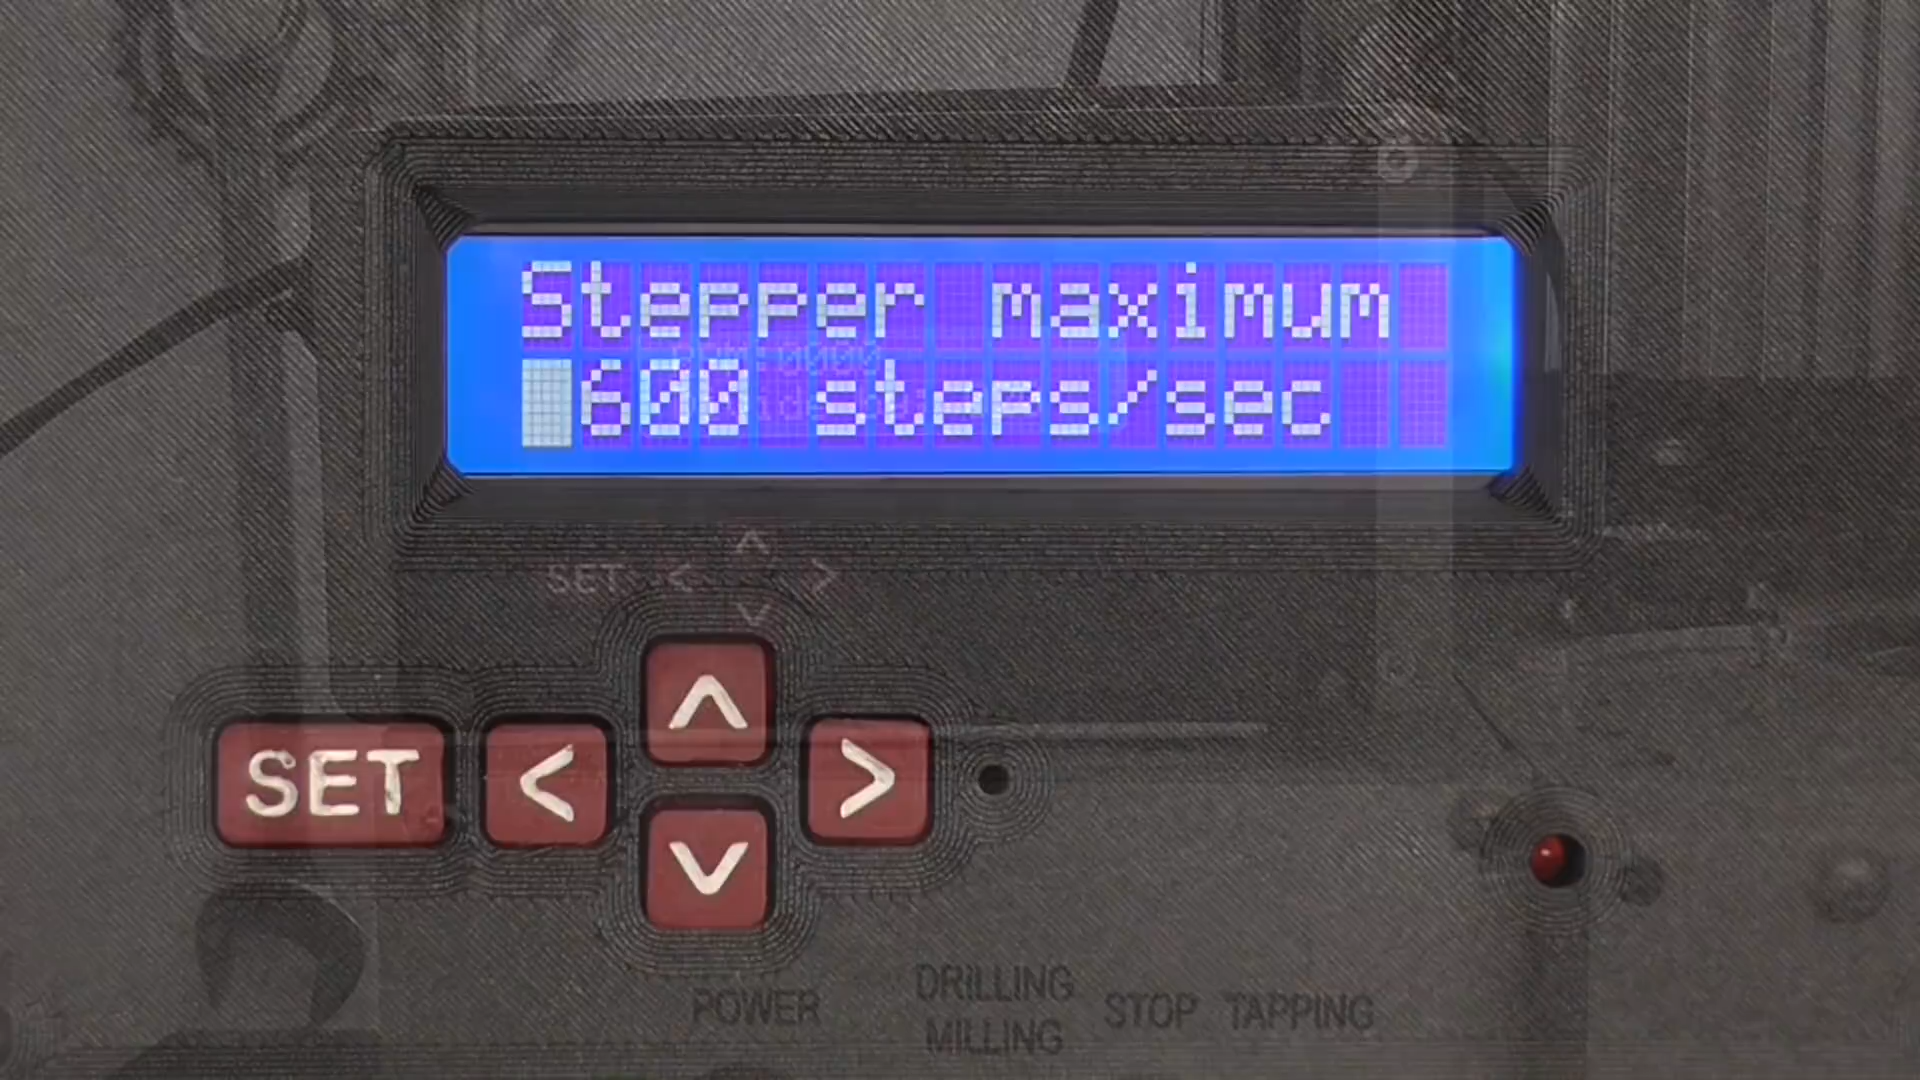 Stepper maximum
600 steps/sec
SET < ^ >
v
SET < ^ >
v
POWER DRILLING MILLING STOP TAPPING